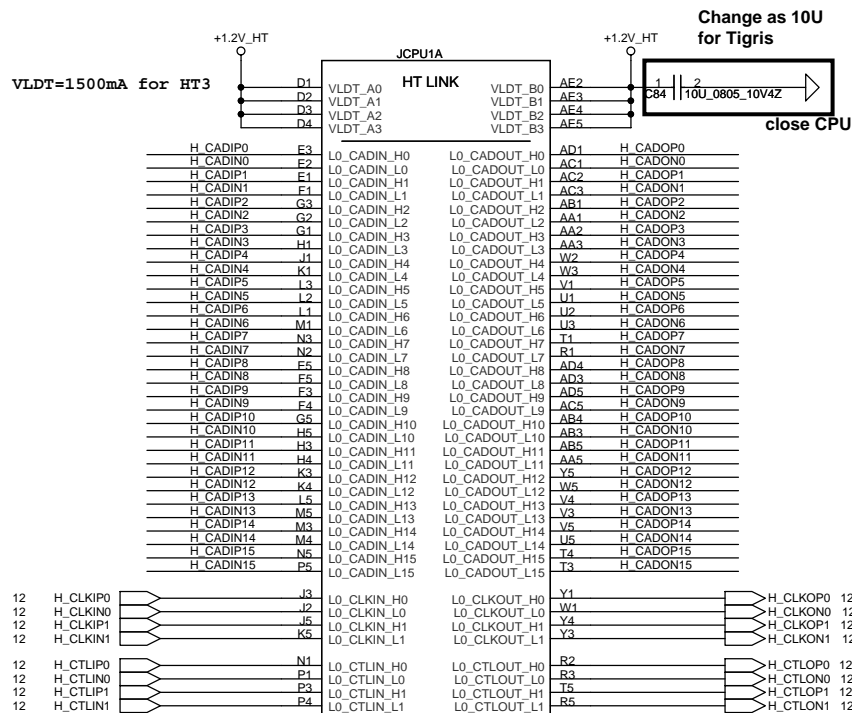 Change as 10U
for Tigris
+1.2V_HT
+1.2V_HT
JCPU1A
VLDT=1500mA for HT3
HT LINK
D1 VLDT_A0 VLDT_B0 AE2 1 2
D2 VLDT_A1 VLDT_B1 AE3 C84 10U_0805_10V4Z
D3 VLDT_A2 VLDT_B2 AE4
D4 VLDT_A3 VLDT_B3 AE5
close CPU
H_CADIP0 E3 L0_CADIN_H0 L0_CADOUT_H0 AD1 H_CADOP0
H_CADIN0 E2 L0_CADIN_L0 L0_CADOUT_L0 AC1 H_CADON0
H_CADIP1 E1 L0_CADIN_H1 L0_CADOUT_H1 AC2 H_CADOP1
H_CADIN1 F1 L0_CADIN_L1 L0_CADOUT_L1 AC3 H_CADON1
H_CADIP2 G3 L0_CADIN_H2 L0_CADOUT_H2 AB1 H_CADOP2
H_CADIN2 G2 L0_CADIN_L2 L0_CADOUT_L2 AA1 H_CADON2
H_CADIP3 G1 L0_CADIN_H3 L0_CADOUT_H3 AA2 H_CADOP3
H_CADIN3 H1 L0_CADIN_L3 L0_CADOUT_L3 AA3 H_CADON3
H_CADIP4 J1 L0_CADIN_H4 L0_CADOUT_H4 W2 H_CADOP4
H_CADIN4 K1 L0_CADIN_L4 L0_CADOUT_L4 W3 H_CADON4
H_CADIP5 L3 L0_CADIN_H5 L0_CADOUT_H5 V1 H_CADOP5
H_CADIN5 L2 L0_CADIN_L5 L0_CADOUT_L5 U1 H_CADON5
H_CADIP6 L1 L0_CADIN_H6 L0_CADOUT_H6 U2 H_CADOP6
H_CADIN6 M1 L0_CADIN_L6 L0_CADOUT_L6 U3 H_CADON6
H_CADIP7 N3 L0_CADIN_H7 L0_CADOUT_H7 T1 H_CADOP7
H_CADIN7 N2 L0_CADIN_L7 L0_CADOUT_L7 R1 H_CADON7
H_CADIP8 E5 L0_CADIN_H8 L0_CADOUT_H8 AD4 H_CADOP8
H_CADIN8 F5 L0_CADIN_L8 L0_CADOUT_L8 AD3 H_CADON8
H_CADIP9 F3 L0_CADIN_H9 L0_CADOUT_H9 AD5 H_CADOP9
H_CADIN9 F4 L0_CADIN_L9 L0_CADOUT_L9 AC5 H_CADON9
H_CADIP10 G5 L0_CADIN_H10 L0_CADOUT_H10 AB4 H_CADOP10
H_CADIN10 H5 L0_CADIN_L10 L0_CADOUT_L10 AB3 H_CADON10
H_CADIP11 H3 L0_CADIN_H11 L0_CADOUT_H11 AB5 H_CADOP11
H_CADIN11 H4 L0_CADIN_L11 L0_CADOUT_L11 AA5 H_CADON11
H_CADIP12 K3 L0_CADIN_H12 L0_CADOUT_H12 Y5 H_CADOP12
H_CADIN12 K4 L0_CADIN_L12 L0_CADOUT_L12 W5 H_CADON12
H_CADIP13 L5 L0_CADIN_H13 L0_CADOUT_H13 V4 H_CADOP13
H_CADIN13 M5 L0_CADIN_L13 L0_CADOUT_L13 V3 H_CADON13
H_CADIP14 M3 L0_CADIN_H14 L0_CADOUT_H14 V5 H_CADOP14
H_CADIN14 M4 L0_CADIN_L14 L0_CADOUT_L14 U5 H_CADON14
H_CADIP15 N5 L0_CADIN_H15 L0_CADOUT_H15 T4 H_CADOP15
H_CADIN15 P5 L0_CADIN_L15 L0_CADOUT_L15 T3 H_CADON15
12 H_CLKIP0 J3 L0_CLKIN_H0 L0_CLKOUT_H0 Y1 H_CLKOP0 12
12 H_CLKIN0 J2 L0_CLKIN_L0 L0_CLKOUT_L0 W1 H_CLKON0 12
12 H_CLKIP1 J5 L0_CLKIN_H1 L0_CLKOUT_H1 Y4 H_CLKOP1 12
12 H_CLKIN1 K5 L0_CLKIN_L1 L0_CLKOUT_L1 Y3 H_CLKON1 12
12 H_CTLIP0 N1 L0_CTLIN_H0 L0_CTLOUT_H0 R2 H_CTLOP0 12
12 H_CTLIN0 P1 L0_CTLIN_L0 L0_CTLOUT_L0 R3 H_CTLON0 12
12 H_CTLIP1 P3 L0_CTLIN_H1 L0_CTLOUT_H1 T5 H_CTLOP1 12
12 H_CTLIN1 P4 L0_CTLIN_L1 L0_CTLOUT_L1 R5 H_CTLON1 12